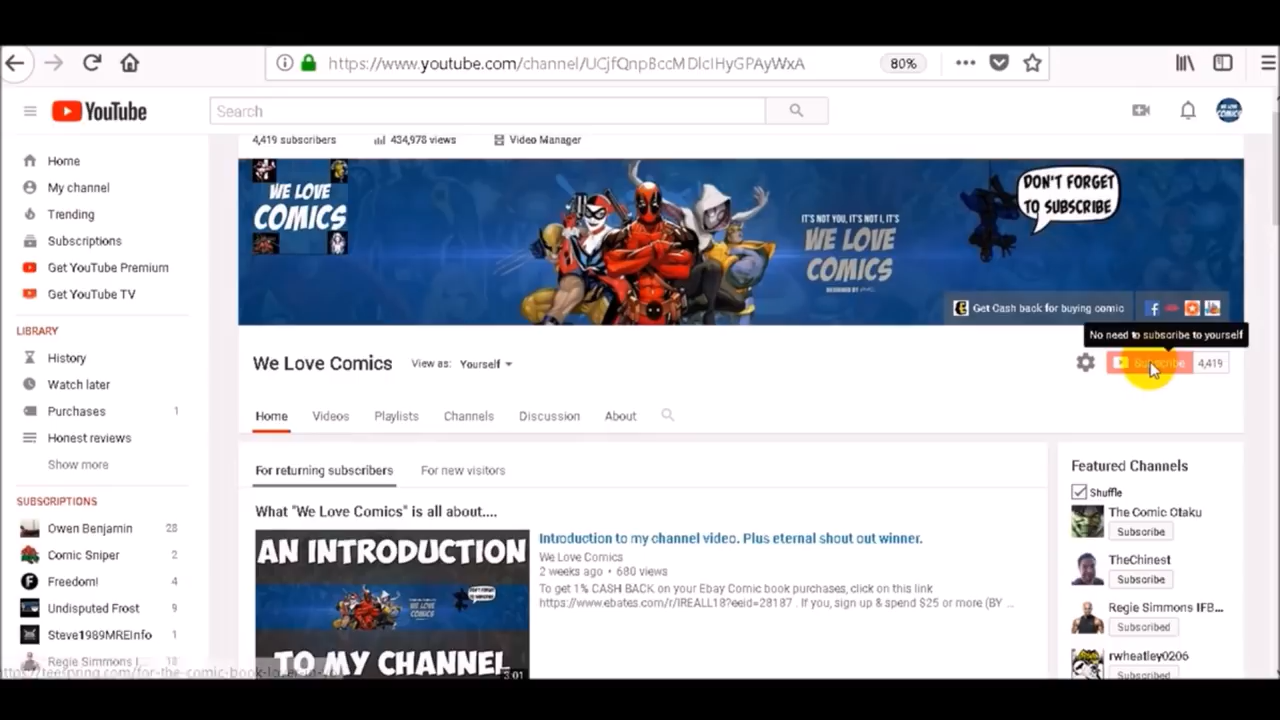 https://www.youtube.com/channel/UCjfQnpBccMDlcIHyGPAyWxA
80%
YouTube
Search
4,419 subscribers
434,978 views
Video Manager
WE LOVE
COMICS
IT'S NOT YOU, IT'S NOT I, IT'S
WE LOVE
COMICS
DON'T FORGET
TO SUBSCRIBE
Get Cash back for buying comic
No need to subscribe to yourself
We Love Comics
View as: Yourself
Subscribe
4,419
Home
Videos
Playlists
Channels
Discussion
About
For returning subscribers
For new visitors
What "We Love Comics" is all about....
AN INTRODUCTION
TO MY CHANNEL
3:01
Introduction to my channel video. Plus eternal shout out winner.
We Love Comics
2 weeks ago • 680 views
To get 1% CASH BACK on your Ebay Comic book purchases, click on this link
https://www.ebates.com/r/IREALL18?eeid=28187 . If you, sign up & spend $25 or more (BY ...
Featured Channels
Shuffle
The Comic Otaku
Subscribe
TheChinest
Subscribe
Regie Simmons IFB...
Subscribed
rwheatley0206
Subscribed
Home
My channel
Trending
Subscriptions
Get YouTube Premium
Get YouTube TV
LIBRARY
History
Watch later
Purchases 1
Honest reviews
Show more
SUBSCRIPTIONS
Owen Benjamin 28
Comic Sniper 2
Freedom! 4
Undisputed Frost 9
Steve1989MREInfo 1
Regie Simmons I... 18